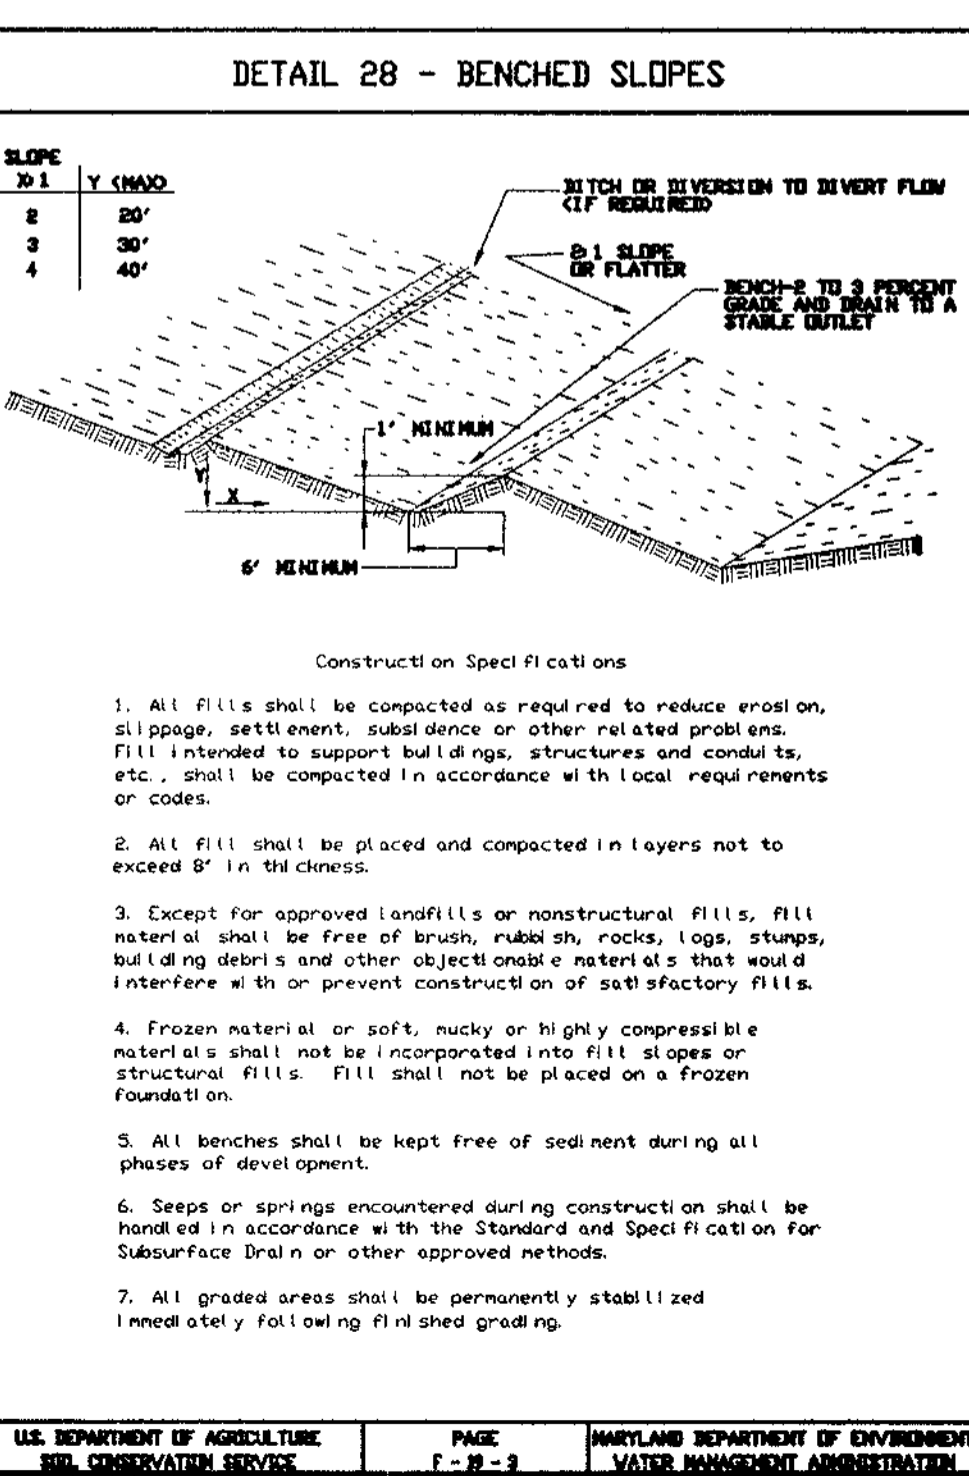 DETAIL 28 - BENCHED SLOPES
SLOPE
X:1 Y (MAX)
2 20'
3 30'
4 40'
DITCH OR DIVERSION TO DIVERT FLOW
(IF REQUIRED)
2:1 SLOPE
OR FLATTER
BENCH-2 TO 3 PERCENT
GRADE AND DRAIN TO A
STABLE OUTLET
1' MINIMUM
Y
X
6' MINIMUM
Construction Specifications
1. All fills shall be compacted as required to reduce erosion,
slippage, settlement, subsidence or other related problems.
Fill intended to support buildings, structures and conduits,
etc., shall be compacted in accordance with local requirements
or codes.
2. All fill shall be placed and compacted in layers not to
exceed 8" in thickness.
3. Except for approved landfills or nonstructural fills, fill
material shall be free of brush, rubbish, rocks, logs, stumps,
building debris and other objectionable materials that would
interfere with or prevent construction of satisfactory fills.
4. Frozen material or soft, mucky or highly compressible
materials shall not be incorporated into fill slopes or
structural fills. Fill shall not be placed on a frozen
foundation.
5. All benches shall be kept free of sediment during all
phases of development.
6. Seeps or springs encountered during construction shall be
handled in accordance with the Standard and Specification for
Subsurface Drain or other approved methods.
7. All graded areas shall be permanently stabilized
immediately following finished grading.
U.S. DEPARTMENT OF AGRICULTURE
SOIL CONSERVATION SERVICE
PAGE
MARYLAND DEPARTMENT OF ENVIRONMENT
WATER MANAGEMENT ADMINISTRATION